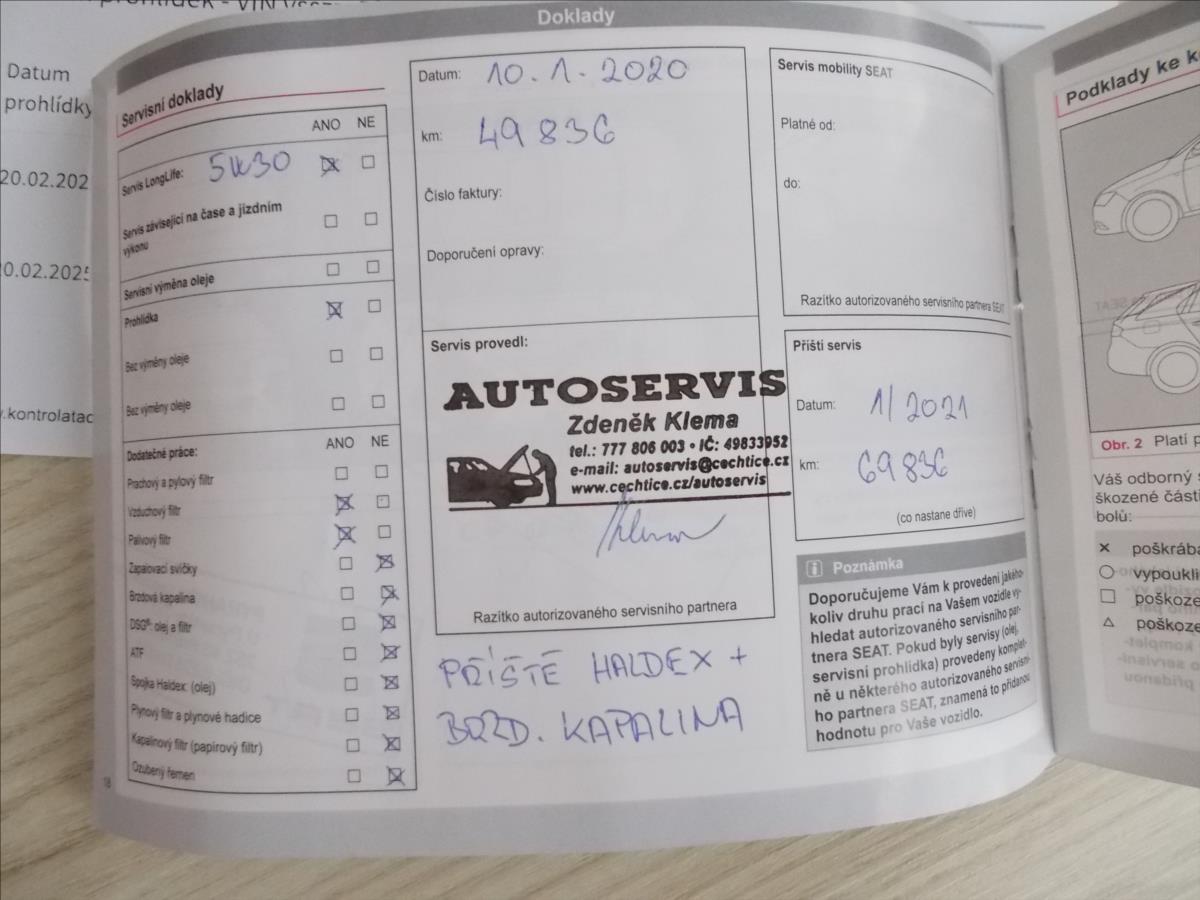 prohlídek - VIN
Datum
prohlídky
20.02.202
20.02.2025
.kontrolatac
Doklady
Servisní doklady
ANO NE
Servis LongLife: 5W30
Servis závisející na čase a jízdním
výkonu
Servisní výměna oleje
Prohlídka
Bez výměny oleje
Bez výměny oleje
Dodatečné práce: ANO NE
Prachový a pylový filtr
Vzduchový filtr
Palivový filtr
Zapalovací svíčky
Brzdová kapalina
DSG®: olej a filtr
ATF
Spojka Haldex: (olej)
Plynový filtr a plynové hadice
Kapalinový filtr (papírový filtr)
Ozubený řemen
18
Datum: 10.1.2020
km: 49 836
Číslo faktury:
Doporučení opravy:
Servis provedl:
AUTOSERVIS
Zdeněk Klema
tel.: 777 806 003 • IČ: 49833952
e-mail: autoservis@cechtice.cz
www.cechtice.cz/autoservis
Klema
Razítko autorizovaného servisního partnera
PŘÍŠTĚ HALDEX +
BRZD. KAPALINA
Servis mobility SEAT
Platné od:
do:
Razítko autorizovaného servisního partnera SEAT
Příští servis
Datum: 1/2021
km: 69836
(co nastane dříve)
Poznámka
Doporučujeme Vám k provedení jakého-
koliv druhu prací na Vašem vozidle vy-
hledat autorizovaného servisního par-
tnera SEAT. Pokud byly servisy (olej,
servisní prohlídka) provedeny komplet-
ně u některého autorizovaného servisní-
ho partnera SEAT, znamená to přidanou
hodnotu pro Vaše vozidlo.
Podklady ke k
Obr. 2 Platí p
Váš odborný s
škozené částí
bolů:
poškrába
vypoukli
poškoze
poškoze